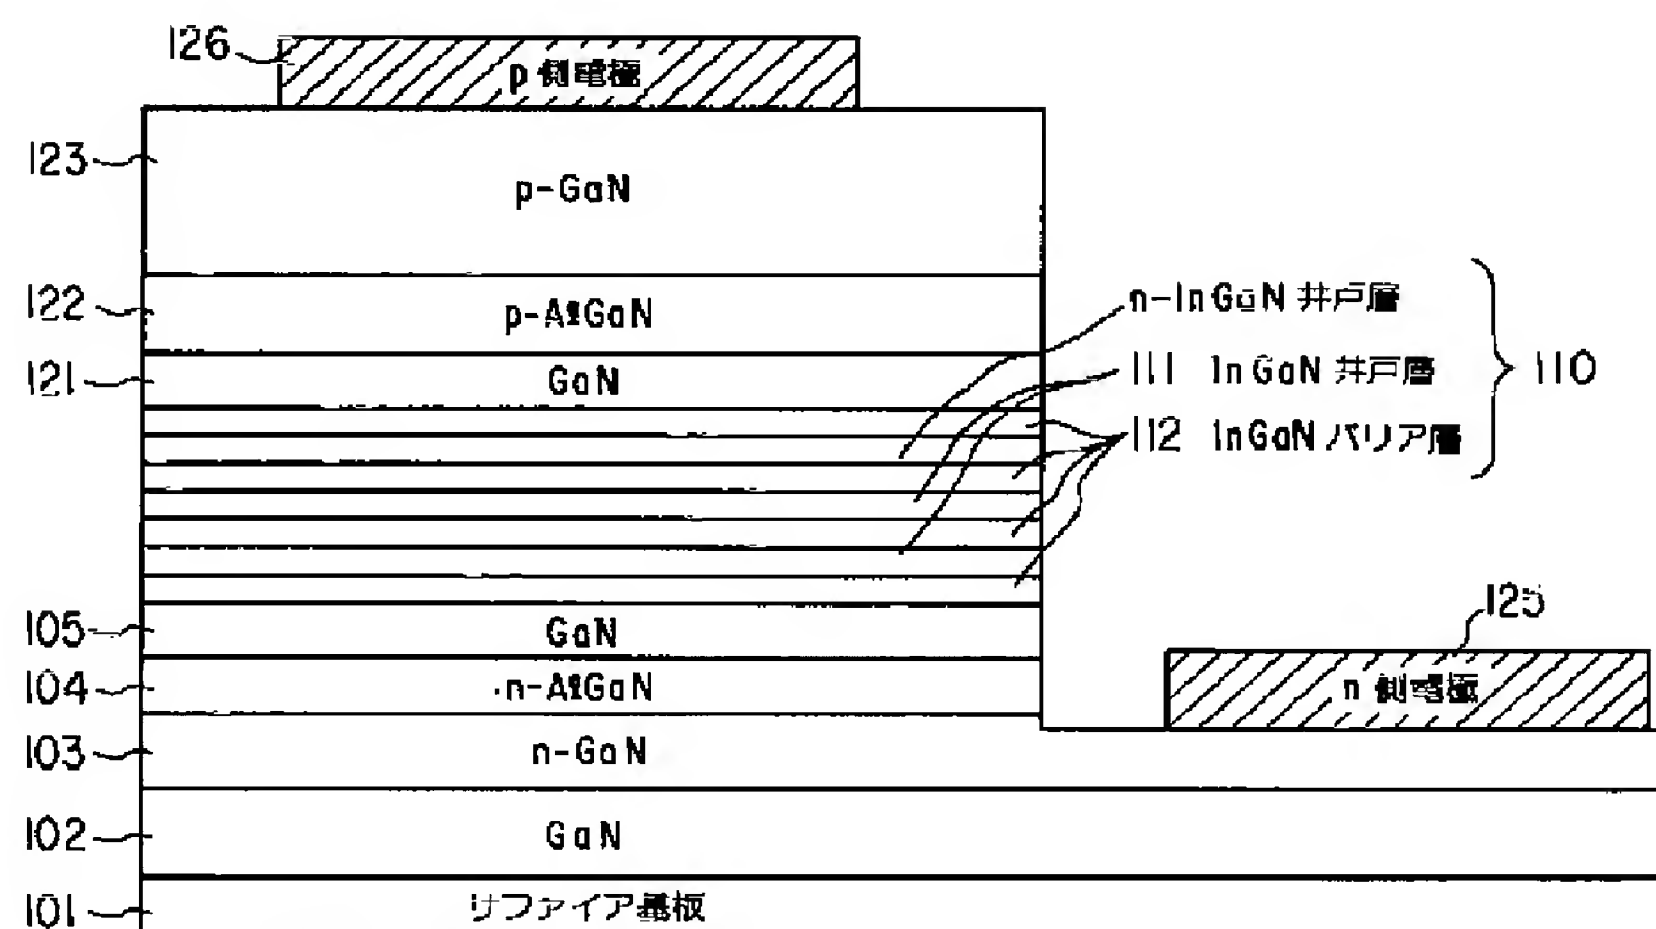 126 p 側電極
123 p-GaN
122 p-AlGaN
n-InGaN 井戸層
121 GaN
111 InGaN 井戸層
110
112 InGaN バリア層
105 GaN
125
104 n-AlGaN
n 側電極
103 n-GaN
102 GaN
101 サファイア基板